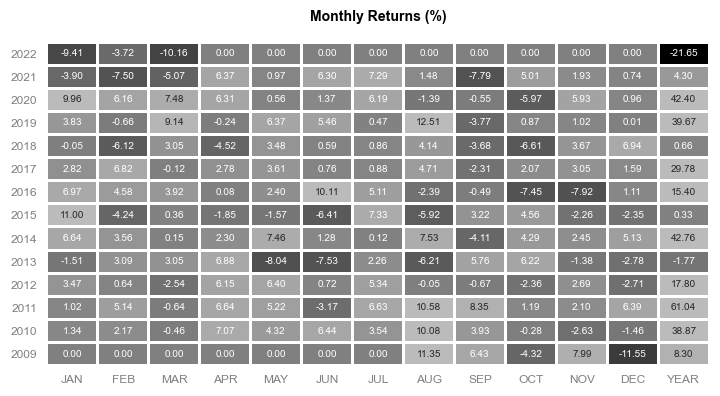 Monthly Returns (%)
2022 -9.41 -3.72 -10.16 0.00 0.00 0.00 0.00 0.00 0.00 0.00 0.00 0.00 -21.65
2021 -3.90 -7.50 -5.07 6.37 0.97 6.30 7.29 1.48 -7.79 5.01 1.93 0.74 4.30
2020 9.96 6.16 7.48 6.31 0.56 1.37 6.19 -1.39 -0.55 -5.97 5.93 0.96 42.40
2019 3.83 -0.66 9.14 -0.24 6.37 5.46 0.47 12.51 -3.77 0.87 1.02 0.01 39.67
2018 -0.05 -6.12 3.05 -4.52 3.48 0.59 0.86 4.14 -3.68 -6.61 3.67 6.94 0.66
2017 2.82 6.82 -0.12 2.78 3.61 0.76 0.88 4.71 -2.31 2.07 3.05 1.59 29.78
2016 6.97 4.58 3.92 0.08 2.40 10.11 5.11 -2.39 -0.49 -7.45 -7.92 1.11 15.40
2015 11.00 -4.24 0.36 -1.85 -1.57 -6.41 7.33 -5.92 3.22 4.56 -2.26 -2.35 0.33
2014 6.64 3.56 0.15 2.30 7.46 1.28 0.12 7.53 -4.11 4.29 2.45 5.13 42.76
2013 -1.51 3.09 3.05 6.88 -8.04 -7.53 2.26 -6.21 5.76 6.22 -1.38 -2.78 -1.77
2012 3.47 0.64 -2.54 6.15 6.40 0.72 5.34 -0.05 -0.67 -2.36 2.69 -2.71 17.80
2011 1.02 5.14 -0.64 6.64 5.22 -3.17 6.63 10.58 8.35 1.19 2.10 6.39 61.04
2010 1.34 2.17 -0.46 7.07 4.32 6.44 3.54 10.08 3.93 -0.28 -2.63 -1.46 38.87
2009 0.00 0.00 0.00 0.00 0.00 0.00 0.00 11.35 6.43 -4.32 7.99 -11.55 8.30
JAN FEB MAR APR MAY JUN JUL AUG SEP OCT NOV DEC YEAR